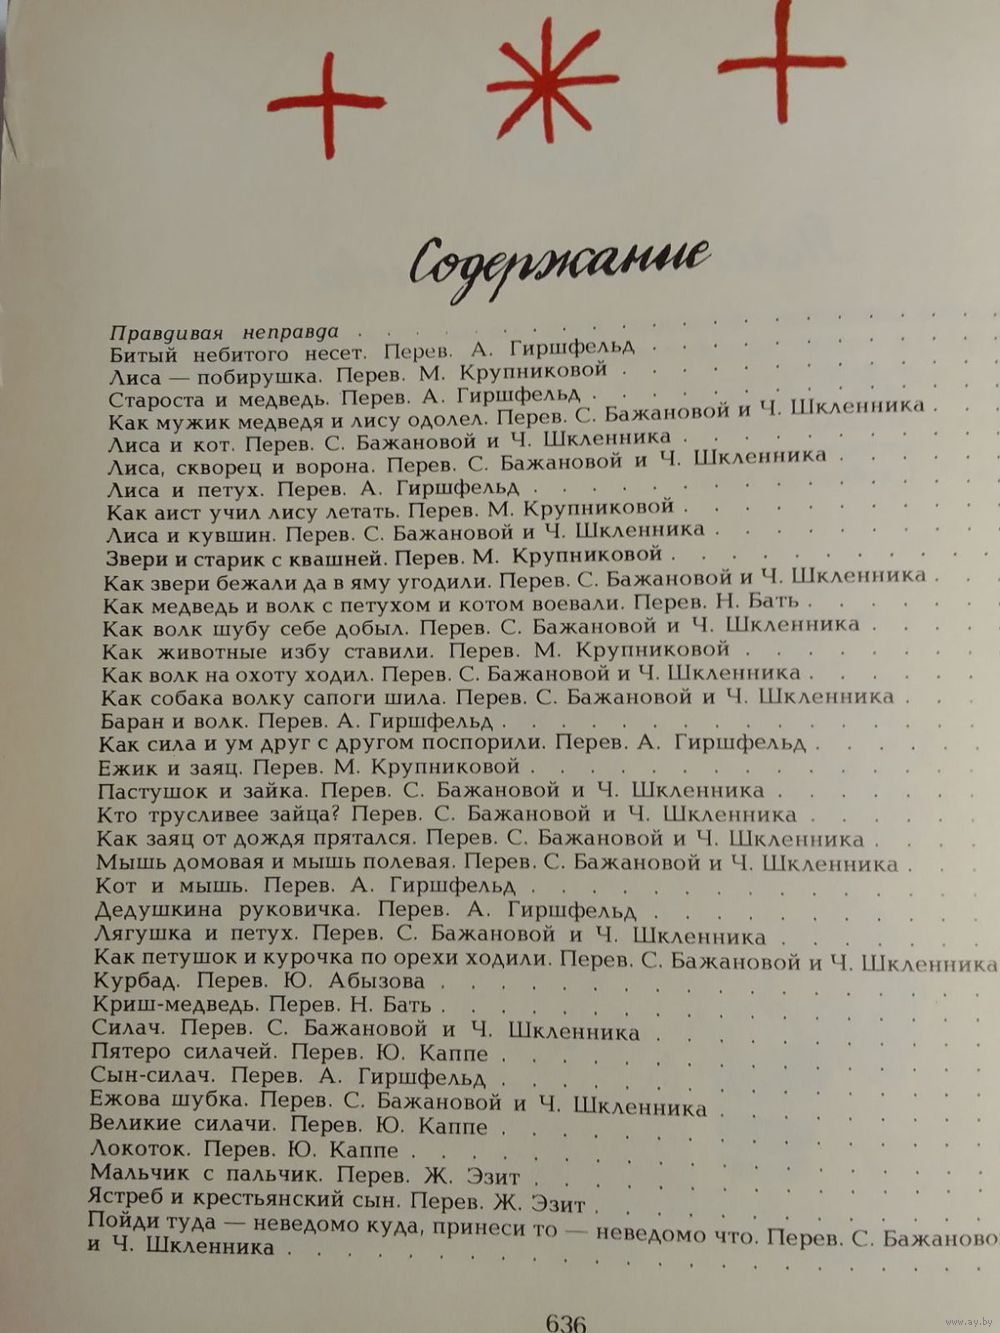 Содержание
Правдивая неправда
Битый небитого несет. Перев. А. Гиршфельд
Лиса — побирушка. Перев. М. Крупниковой
Староста и медведь. Перев. А. Гиршфельд
Как мужик медведя и лису одолел. Перев. С. Бажановой и Ч. Шкленника
Лиса и кот. Перев. С. Бажановой и Ч. Шкленника
Лиса, скворец и ворона. Перев. С. Бажановой и Ч. Шкленника
Лиса и петух. Перев. А. Гиршфельд
Как аист учил лису летать. Перев. М. Крупниковой
Лиса и кувшин. Перев. С. Бажановой и Ч. Шкленника
Звери и старик с квашней. Перев. М. Крупниковой
Как звери бежали да в яму угодили. Перев. С. Бажановой и Ч. Шкленника
Как медведь и волк с петухом и котом воевали. Перев. Н. Бать
Как волк шубу себе добыл. Перев. С. Бажановой и Ч. Шкленника
Как животные избу ставили. Перев. М. Крупниковой
Как волк на охоту ходил. Перев. С. Бажановой и Ч. Шкленника
Как собака волку сапоги шила. Перев. С. Бажановой и Ч. Шкленника
Баран и волк. Перев. А. Гиршфельд
Как сила и ум друг с другом поспорили. Перев. А. Гиршфельд
Ежик и заяц. Перев. М. Крупниковой
Пастушок и зайка. Перев. С. Бажановой и Ч. Шкленника
Кто трусливее зайца? Перев. С. Бажановой и Ч. Шкленника
Как заяц от дождя прятался. Перев. С. Бажановой и Ч. Шкленника
Мышь домовая и мышь полевая. Перев. С. Бажановой и Ч. Шкленника
Кот и мышь. Перев. А. Гиршфельд
Дедушкина руковичка. Перев. А. Гиршфельд
Лягушка и петух. Перев. С. Бажановой и Ч. Шкленника
Как петушок и курочка по орехи ходили. Перев. С. Бажановой и Ч. Шкленника
Курбад. Перев. Ю. Абызова
Криш-медведь. Перев. Н. Бать
Силач. Перев. С. Бажановой и Ч. Шкленника
Пятеро силачей. Перев. Ю. Каппе
Сын-силач. Перев. А. Гиршфельд
Ежова шубка. Перев. С. Бажановой и Ч. Шкленника
Великие силачи. Перев. Ю. Каппе
Локоток. Перев. Ю. Каппе
Мальчик с пальчик. Перев. Ж. Эзит
Ястреб и крестьянский сын. Перев. Ж. Эзит
Пойди туда — неведомо куда, принеси то — неведомо что. Перев. С. Бажаново
и Ч. Шкленника
636
www.ay.by